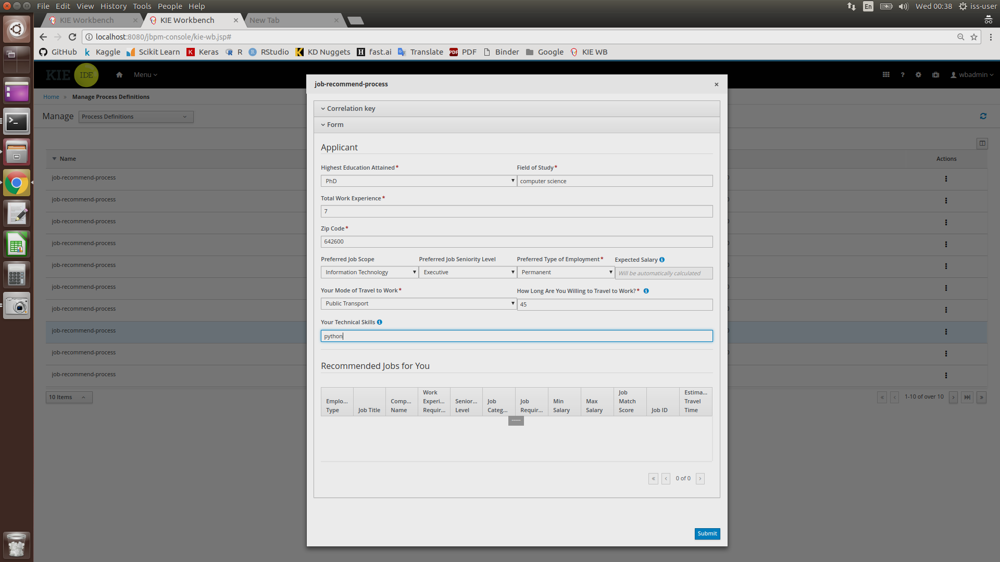 File Edit View History Tools People Help
En Wed 00:38 iss-user
KIE Workbench × KIE Workbench × New Tab ×
localhost:8080/jbpm-console/kie-wb.jsp#
GitHub Kaggle Scikit Learn Keras R RStudio KD Nuggets fast.ai Translate PDF Binder Google KIE WB
KIE IDE Menu ? wbadmin
Home » Manage Process Definitions
Manage Process Definitions
Name Actions
job-recommend-process
job-recommend-process
job-recommend-process
job-recommend-process
job-recommend-process
job-recommend-process
job-recommend-process
job-recommend-process
job-recommend-process
job-recommend-process
10 Items
« ‹ 1-10 of over 10 › »
job-recommend-process ×
Correlation key
Form
Applicant
Highest Education Attained * Field of Study *
PhD computer science
Total Work Experience *
7
Zip Code *
642600
Preferred Job Scope Preferred Job Seniority Level Preferred Type of Employment * Expected Salary
Information Technology Executive Permanent Will be automatically calculated
Your Mode of Travel to Work * How Long Are You Willing to Travel to Work? *
Public Transport 45
Your Technical Skills
python
Recommended Jobs for You
Emplo... Type
Job Title
Comp... Name
Work Experi... Requir...
Senior... Level
Job Categ...
Job Requir...
Min Salary
Max Salary
Job Match Score
Job ID
Estima... Travel Time
-----
« ‹ 0 of 0 ›
Submit